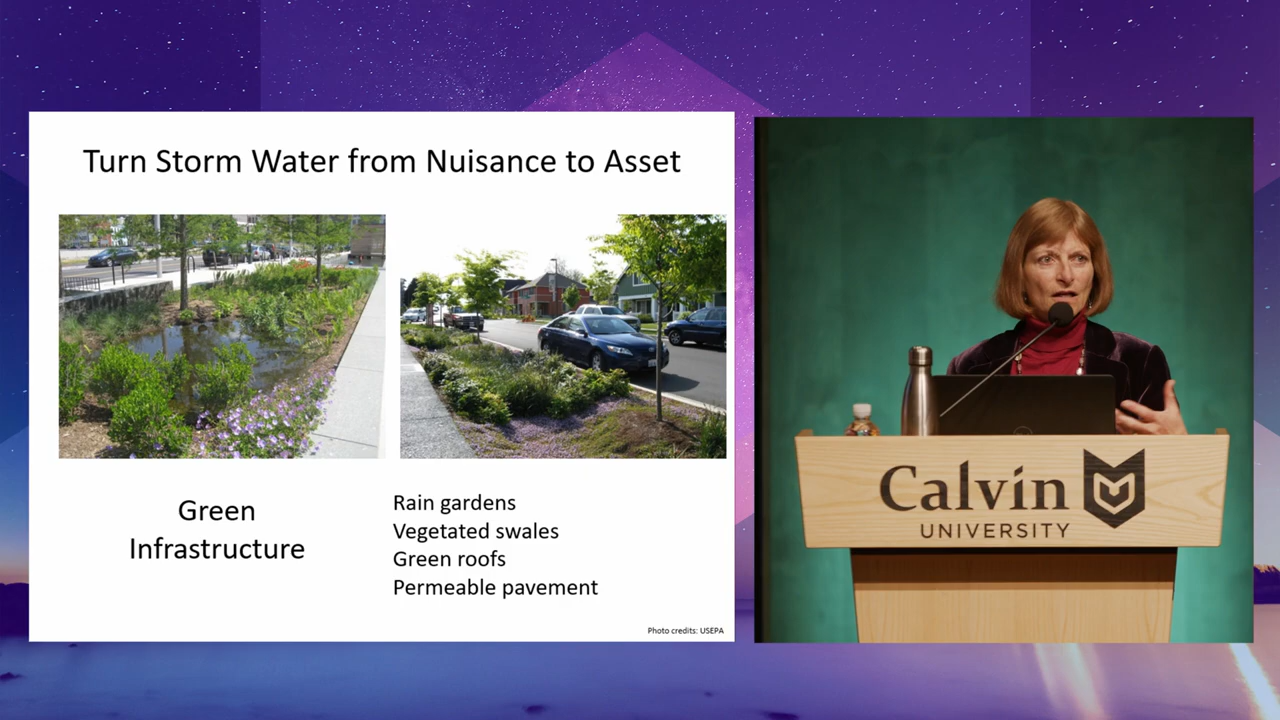 Turn Storm Water from Nuisance to Asset
Green
Infrastructure
Rain gardens
Vegetated swales
Green roofs
Permeable pavement
Photo credits: USEPA
Calvin
UNIVERSITY